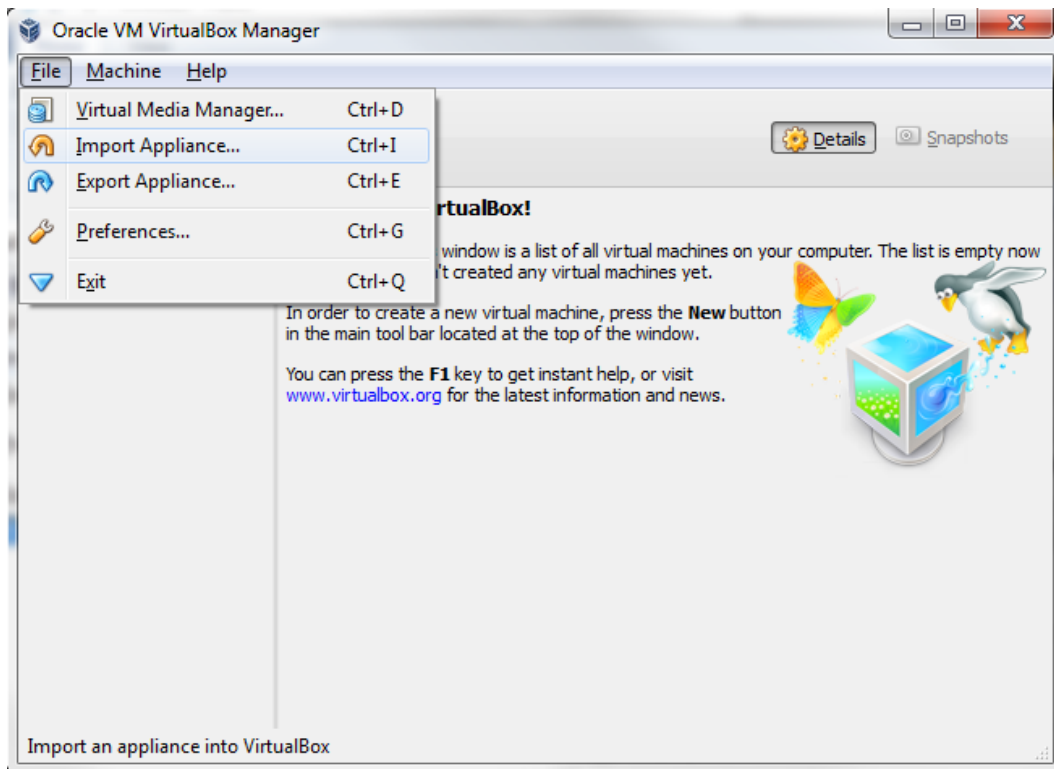 Oracle VM VirtualBox Manager
File Machine Help
Virtual Media Manager... Ctrl+D
Import Appliance... Ctrl+I
Export Appliance... Ctrl+E
Preferences... Ctrl+G
Exit Ctrl+Q
Details Snapshots
rtualBox!
window is a list of all virtual machines on your computer. The list is empty now
't created any virtual machines yet.
In order to create a new virtual machine, press the New button
in the main tool bar located at the top of the window.
You can press the F1 key to get instant help, or visit
www.virtualbox.org for the latest information and news.
Import an appliance into VirtualBox